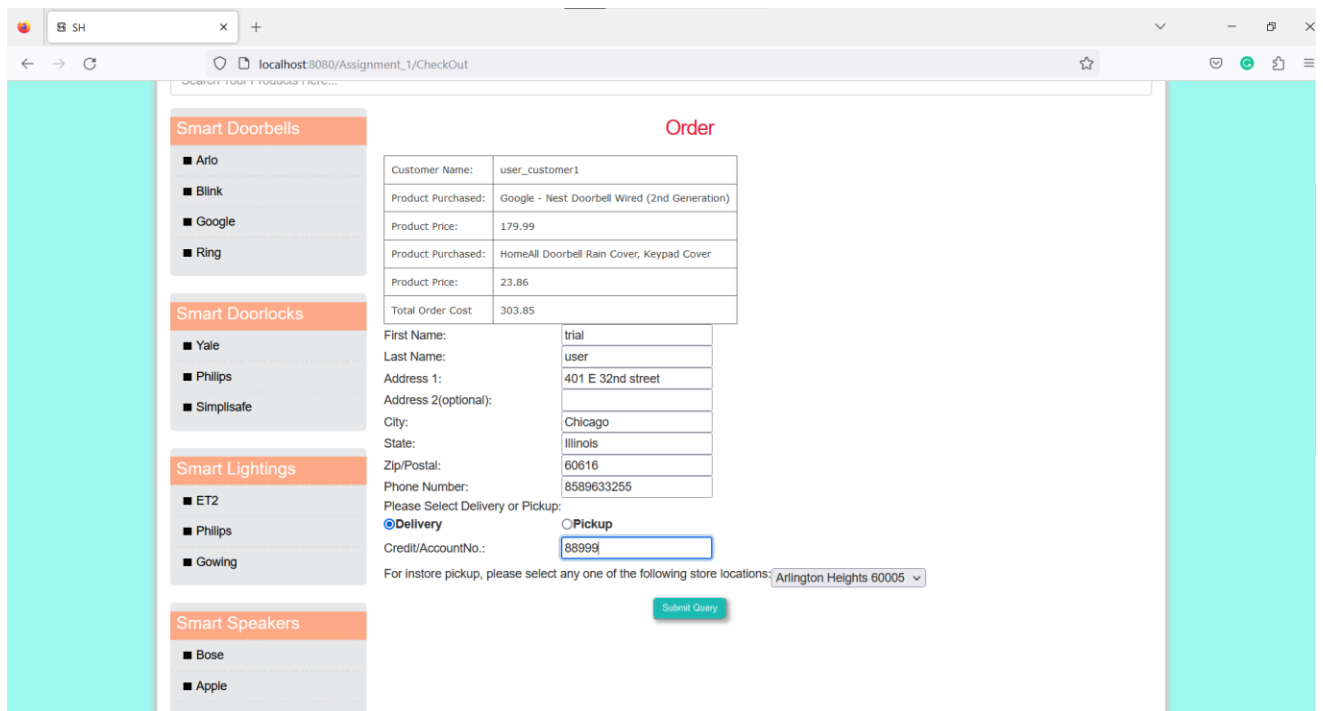 SH
localhost:8080/Assignment_1/CheckOut
Search Your Products Here...
Smart Doorbells
Arlo
Blink
Google
Ring
Smart Doorlocks
Yale
Philips
Simplisafe
Smart Lightings
ET2
Philips
Gowing
Smart Speakers
Bose
Apple
Order
Customer Name: user_customer1
Product Purchased: Google - Nest Doorbell Wired (2nd Generation)
Product Price: 179.99
Product Purchased: HomeAll Doorbell Rain Cover, Keypad Cover
Product Price: 23.86
Total Order Cost 303.85
First Name: trial
Last Name: user
Address 1: 401 E 32nd street
Address 2(optional):
City: Chicago
State: Illinois
Zip/Postal: 60616
Phone Number: 8589633255
Please Select Delivery or Pickup:
Delivery Pickup
Credit/AccountNo.: 88999
For instore pickup, please select any one of the following store locations: Arlington Heights 60005
Submit Query